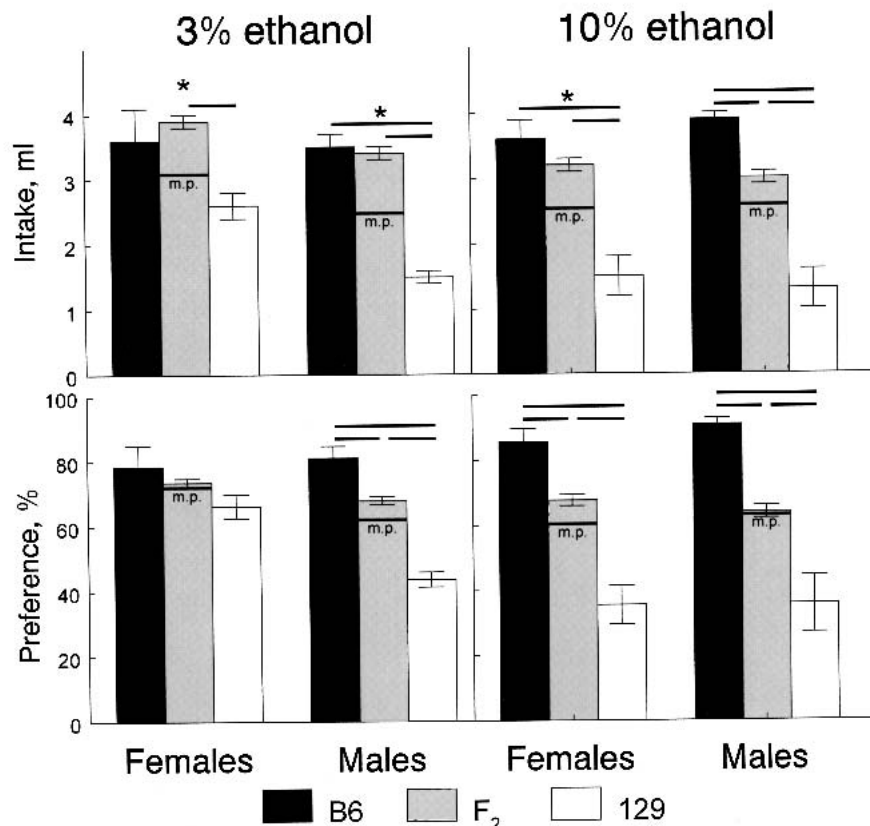 3% ethanol 10% ethanol
Intake, ml
4
3
2
1
0
* * *
m.p. m.p. m.p. m.p.
Preference, %
100
80
60
40
20
0
m.p. m.p. m.p. m.p.
Females Males Females Males
B6 F₂ 129